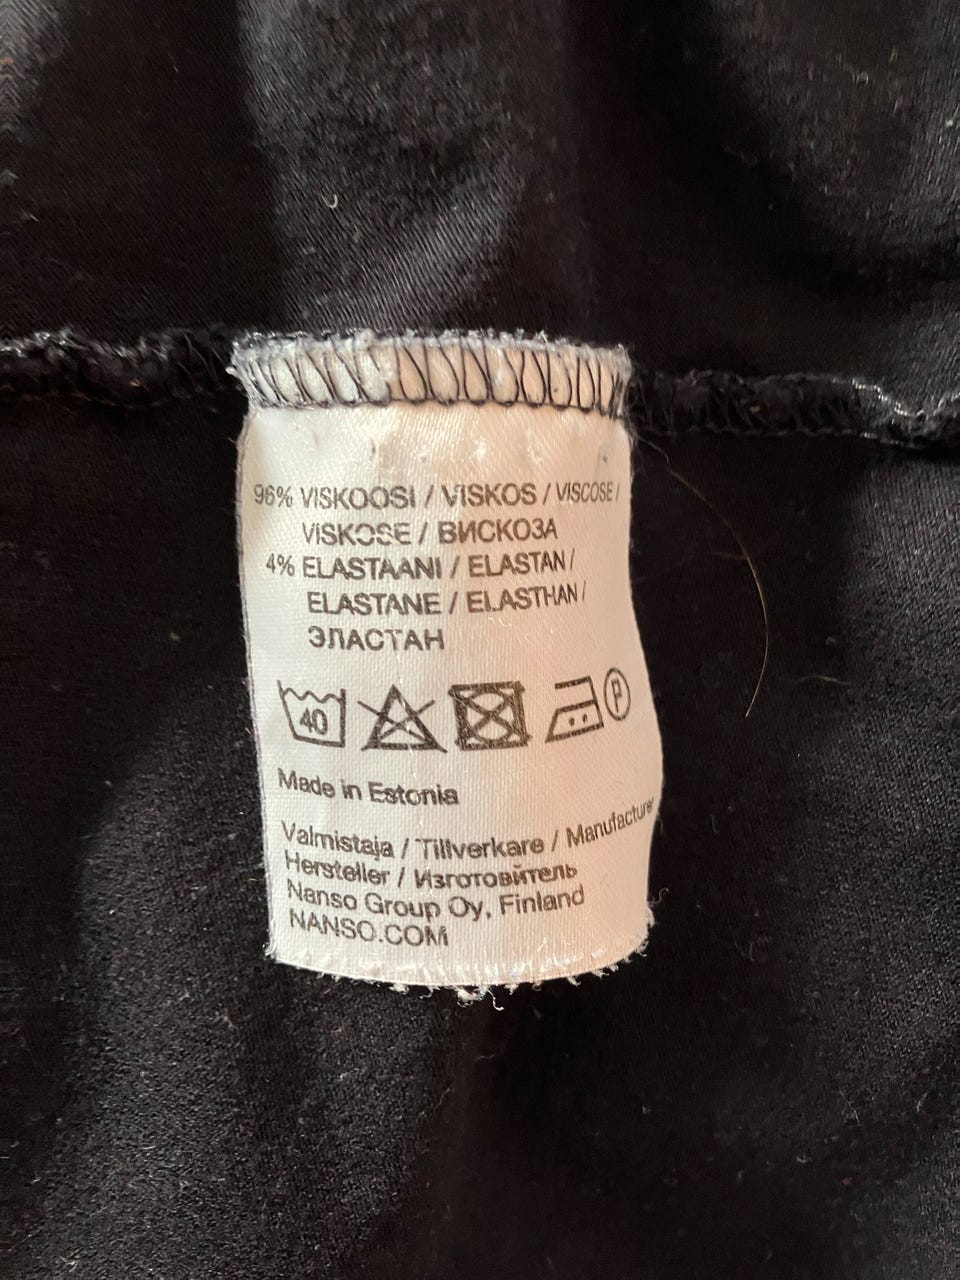 96% VISKOOSI / VISKOS / VISCOSE /
VISKOSE / ВИСКОЗА
4% ELASTAANI / ELASTAN /
ELASTANE / ELASTHAN /
ЭЛАСТАН
40 P
Made in Estonia
Valmistaja / Tillverkare / Manufacturer
Hersteller / Изготовитель
Nanso Group Oy, Finland
NANSO.COM